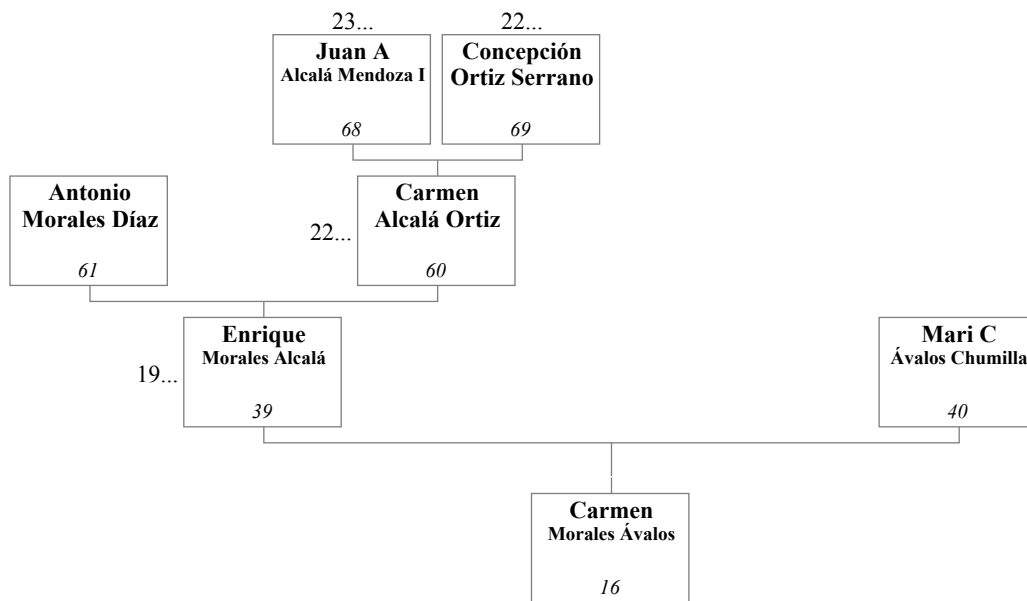 23...
22...
Juan A
Alcalá Mendoza I
68
Concepción
Ortiz Serrano
69
Antonio
Morales Díaz
61
22...
Carmen
Alcalá Ortiz
60
19...
Enrique
Morales Alcalá
39
Mari C
Ávalos Chumilla
40
Carmen
Morales Ávalos
16